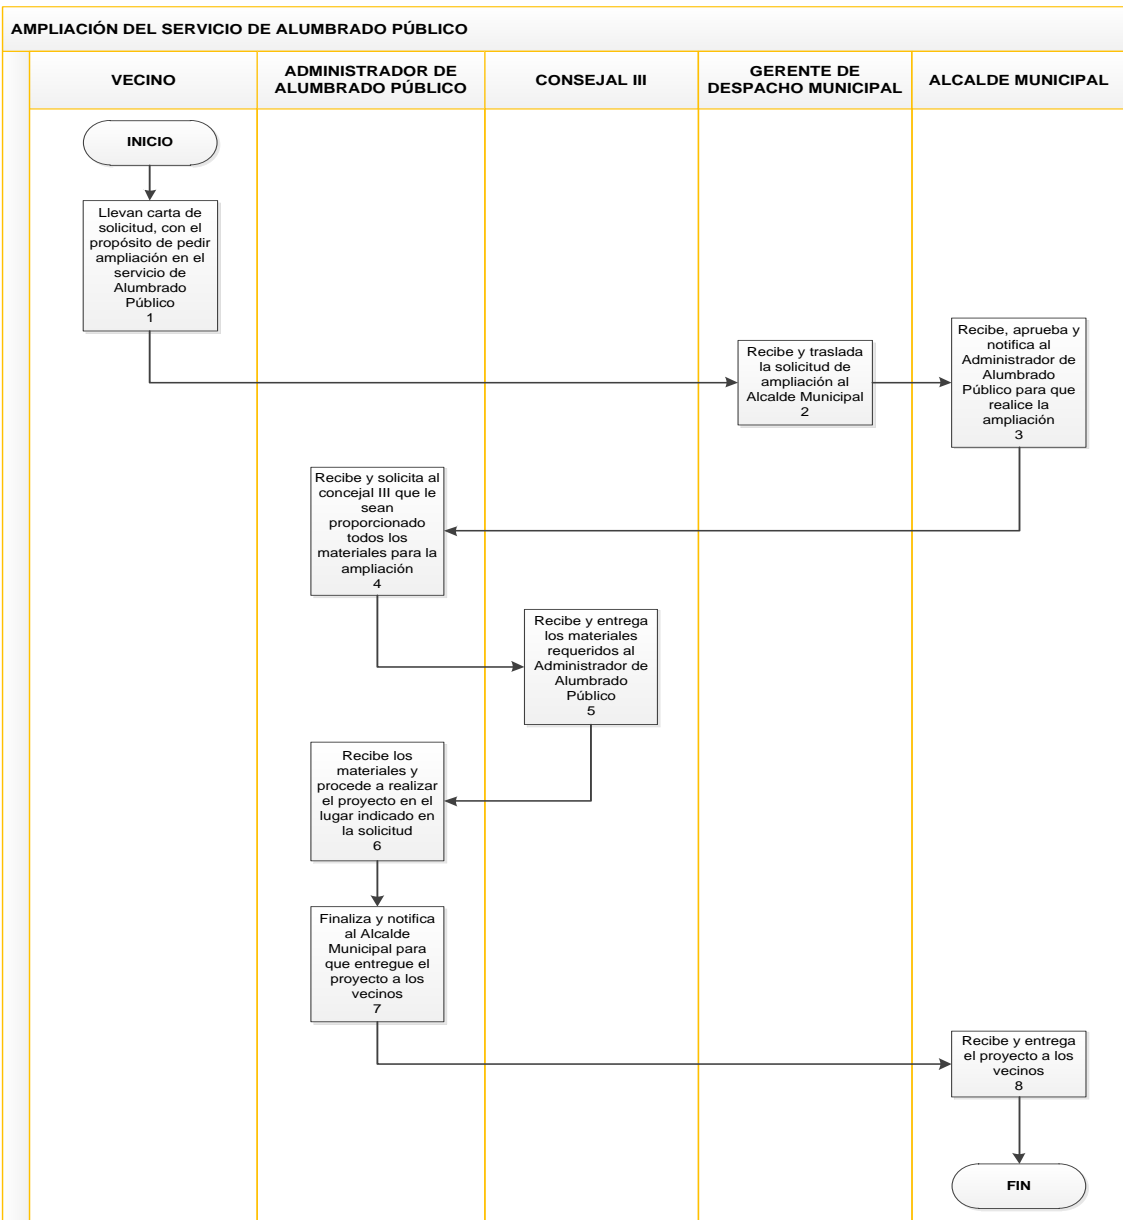 AMPLIACIÓN DEL SERVICIO DE ALUMBRADO PÚBLICO
VECINO
ADMINISTRADOR DE
ALUMBRADO PÚBLICO
CONSEJAL III
GERENTE DE
DESPACHO MUNICIPAL
ALCALDE MUNICIPAL
INICIO
Llevan carta de
solicitud, con el
propósito de pedir
ampliación en el
servicio de
Alumbrado
Público
1
Recibe y traslada
la solicitud de
ampliación al
Alcalde Municipal
2
Recibe, aprueba y
notifica al
Administrador de
Alumbrado
Público para que
realice la
ampliación
3
Recibe y solicita al
concejal III que le
sean
proporcionado
todos los
materiales para la
ampliación
4
Recibe y entrega
los materiales
requeridos al
Administrador de
Alumbrado
Público
5
Recibe los
materiales y
procede a realizar
el proyecto en el
lugar indicado en
la solicitud
6
Finaliza y notifica
al Alcalde
Municipal para
que entregue el
proyecto a los
vecinos
7
Recibe y entrega
el proyecto a los
vecinos
8
FIN